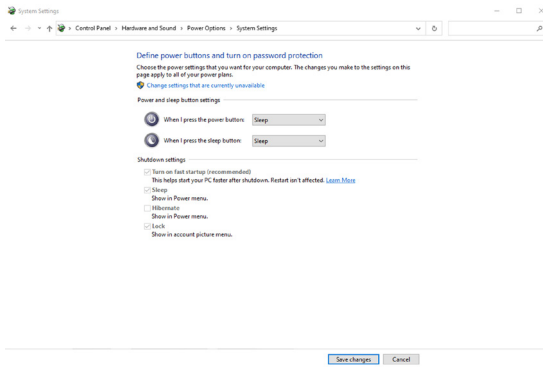 System Settings
Control Panel > Hardware and Sound > Power Options > System Settings
Define power buttons and turn on password protection
Choose the power settings that you want for your computer. The changes you make to the settings on this
page apply to all of your power plans.
Change settings that are currently unavailable
Power and sleep button settings
When I press the power button: Sleep
When I press the sleep button: Sleep
Shutdown settings
Turn on fast startup (recommended)
This helps start your PC faster after shutdown. Restart isn't affected. Learn More
Sleep
Show in Power menu.
Hibernate
Show in Power menu.
Lock
Show in account picture menu.
Save changes Cancel